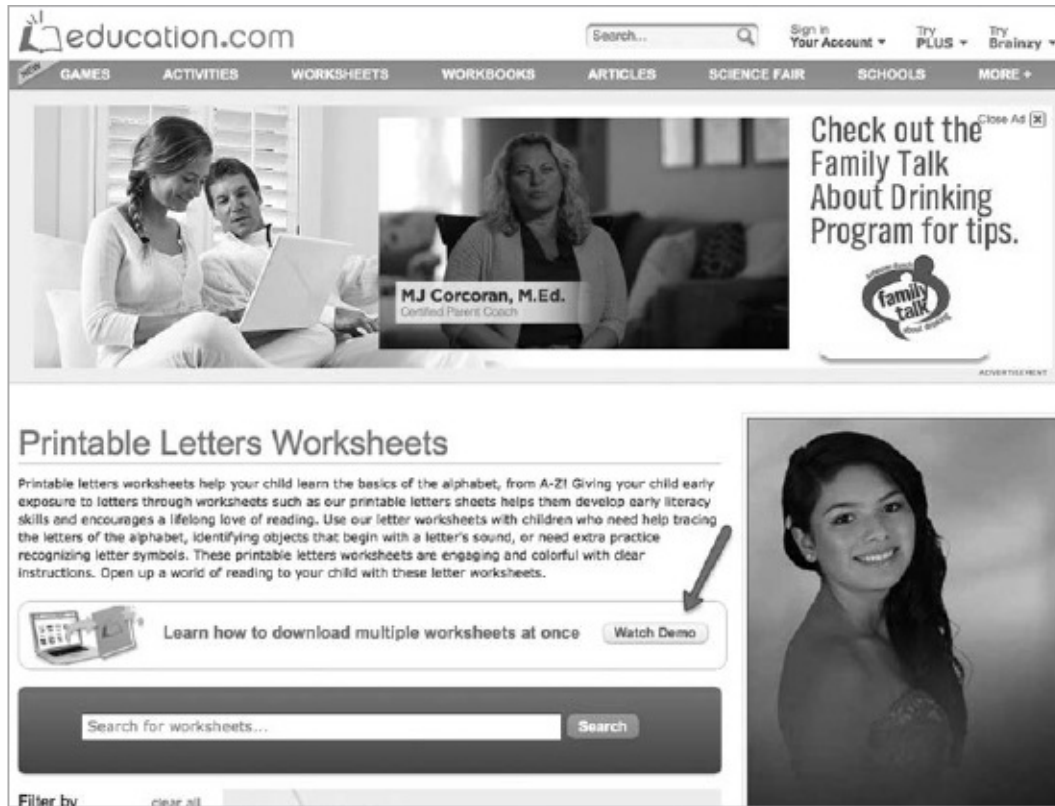 education.com
Search...
Sign in
Your Account
Try
PLUS
Try
Brainzy
NEW
GAMES
ACTIVITIES
WORKSHEETS
WORKBOOKS
ARTICLES
SCIENCE FAIR
SCHOOLS
MORE +
Close Ad
Check out the
Family Talk
About Drinking
Program for tips.
MJ Corcoran, M.Ed.
Certified Parent Coach
family
talk
about drinking
ADVERTISEMENT
Printable Letters Worksheets
Printable letters worksheets help your child learn the basics of the alphabet, from A-Z! Giving your child early
exposure to letters through worksheets such as our printable letters sheets helps them develop early literacy
skills and encourages a lifelong love of reading. Use our letter worksheets with children who need help tracing
the letters of the alphabet, identifying objects that begin with a letter's sound, or need extra practice
recognizing letter symbols. These printable letters worksheets are engaging and colorful with clear
instructions. Open up a world of reading to your child with these letter worksheets.
Learn how to download multiple worksheets at once
Watch Demo
Search for worksheets...
Search
Filter by
clear all